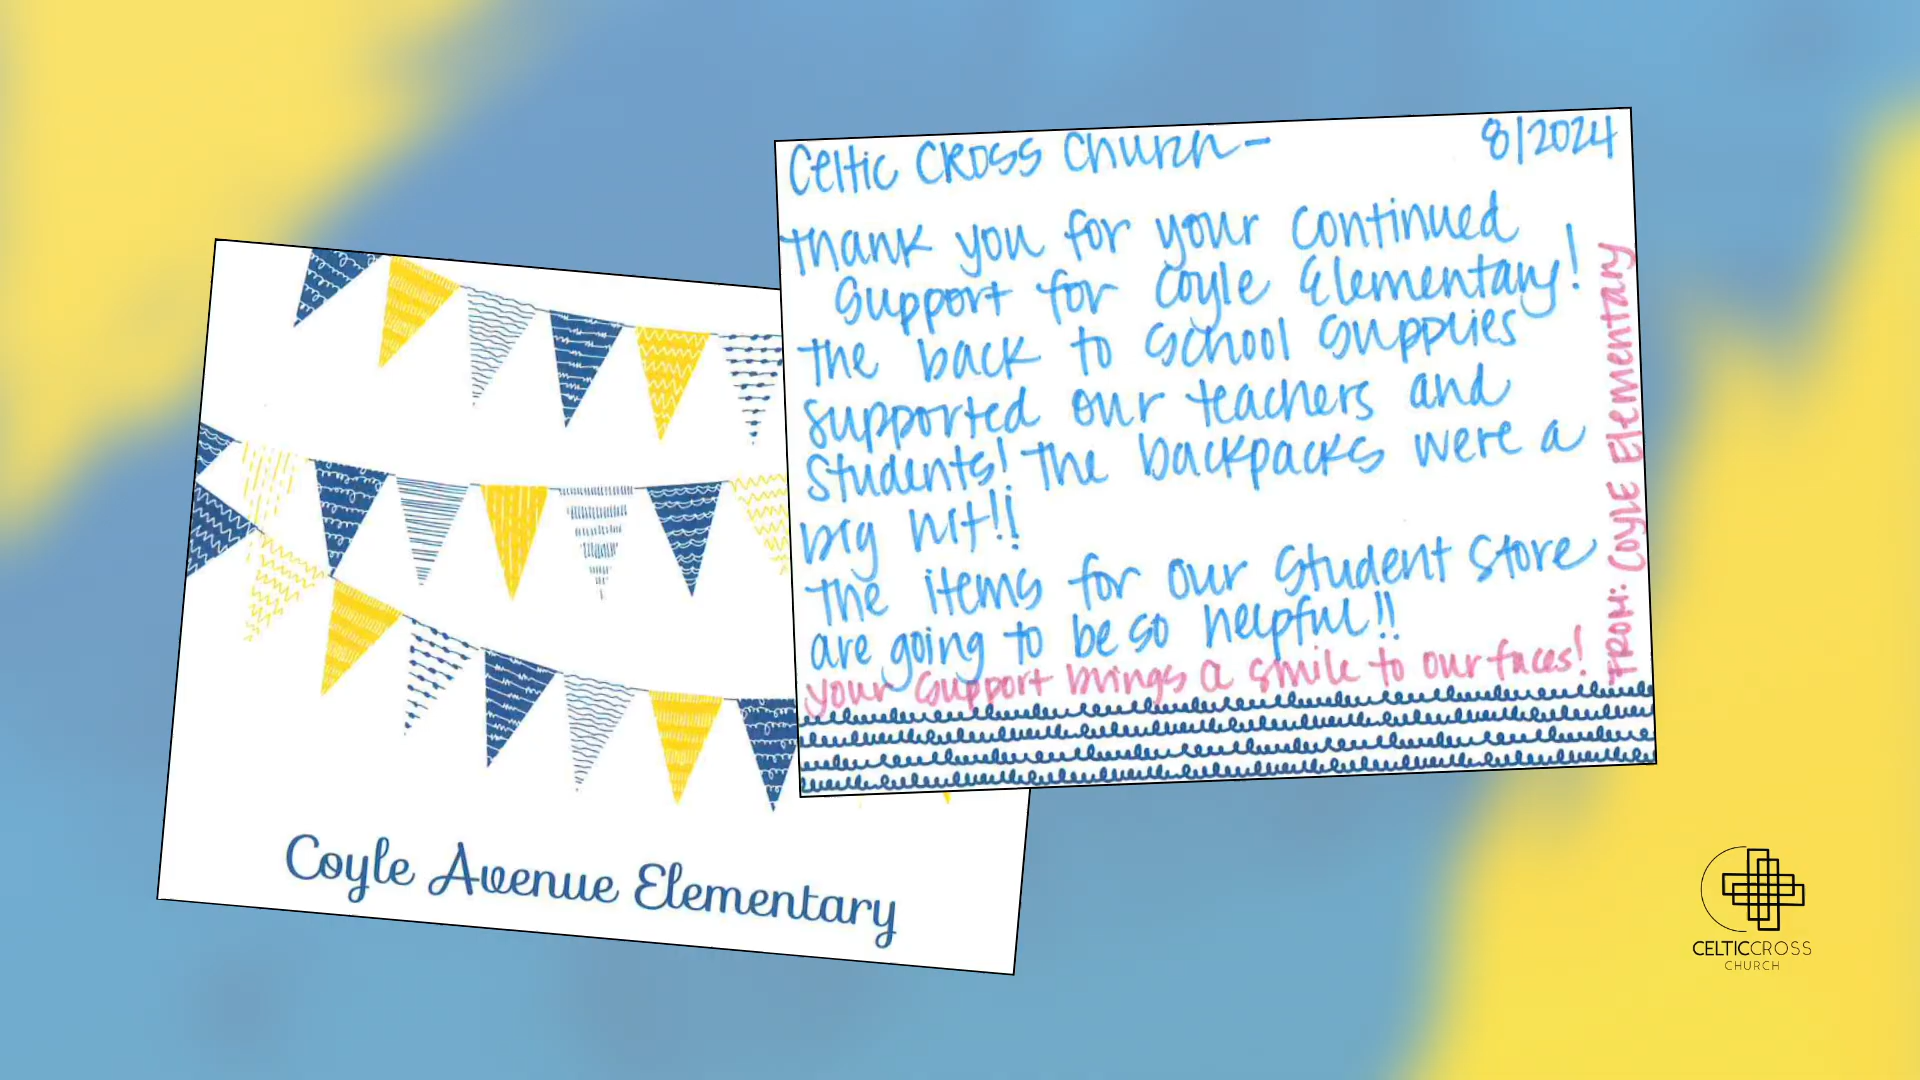 Celtic Cross Church-
8/2024
Thank you for your continued
support for Coyle Elementary!
The back to school supplies
supported our teachers and
students! The backpacks were a
big hit!!
The items for our student store
are going to be so helpful!!
your support brings a smile to our faces!
FROM: Coyle Elementary
Coyle Avenue Elementary
CELTICCROSS
CHURCH